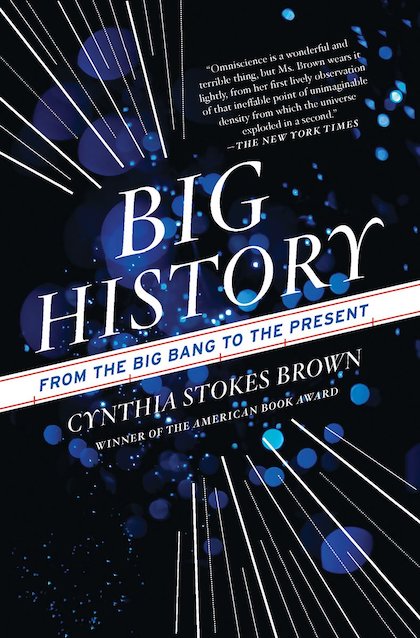 “Omniscience is a wonderful and
terrible thing, but Ms. Brown wears it
lightly, from her first lively observation
of that ineffable point of unimaginable
density from which the universe
exploded in a second.”
—THE NEW YORK TIMES
BIG
HISTORY
FROM THE BIG BANG TO THE PRESENT
CYNTHIA STOKES BROWN
WINNER OF THE AMERICAN BOOK AWARD